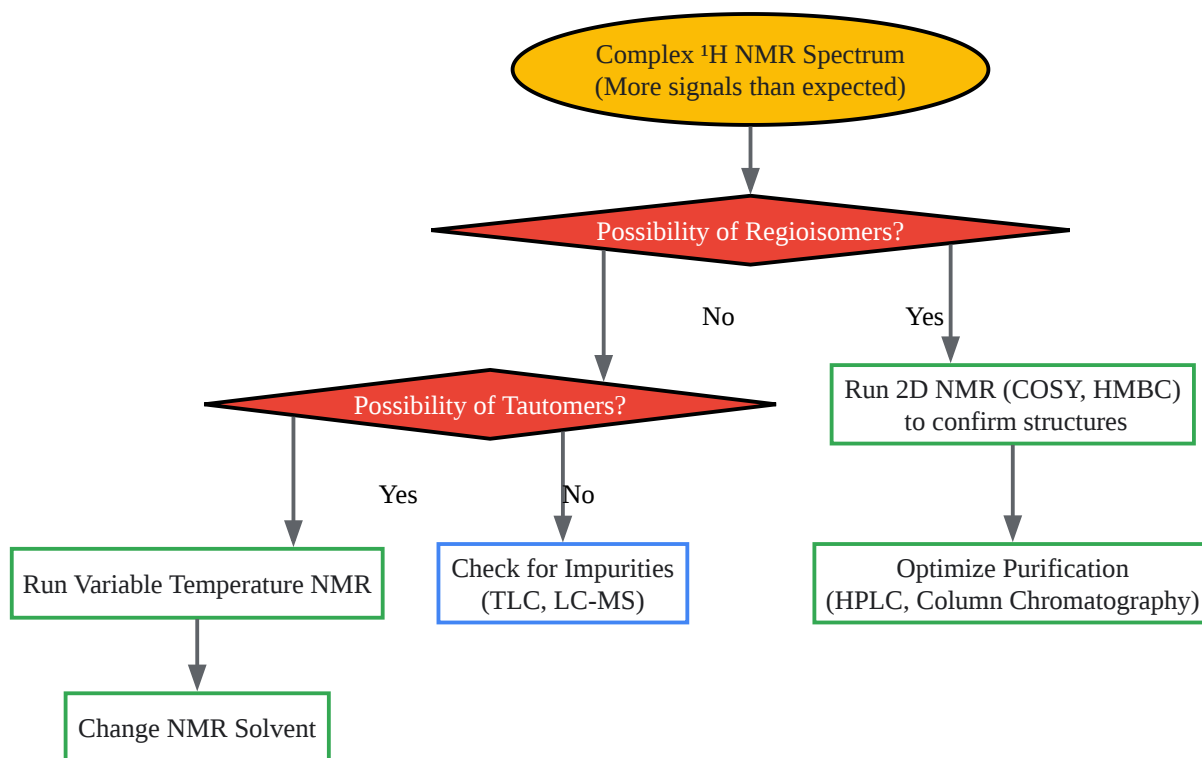 Complex ¹H NMR Spectrum
(More signals than expected)
Possibility of Regioisomers?
No
Yes
Possibility of Tautomers?
Run 2D NMR (COSY, HMBC)
to confirm structures
Yes
No
Run Variable Temperature NMR
Check for Impurities
(TLC, LC-MS)
Optimize Purification
(HPLC, Column Chromatography)
Change NMR Solvent